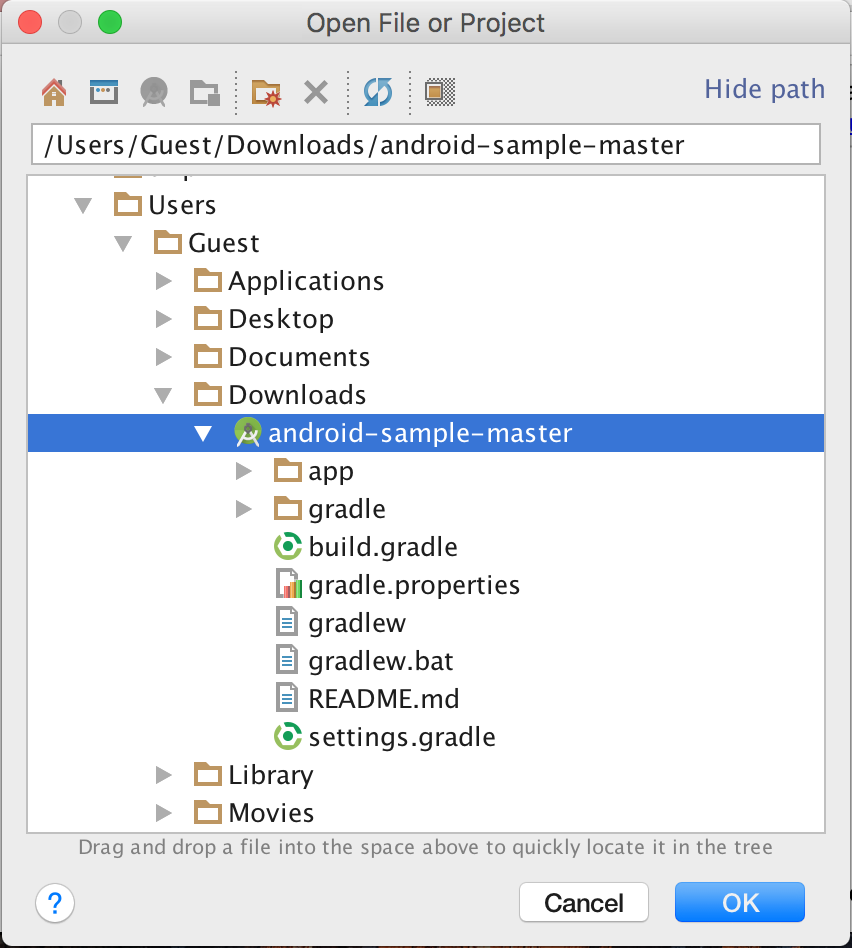 Open File or Project
Hide path
/Users/Guest/Downloads/android-sample-master
Users
Guest
Applications
Desktop
Documents
Downloads
android-sample-master
app
gradle
build.gradle
gradle.properties
gradlew
gradlew.bat
README.md
settings.gradle
Library
Movies
Drag and drop a file into the space above to quickly locate it in the tree
?
Cancel
OK